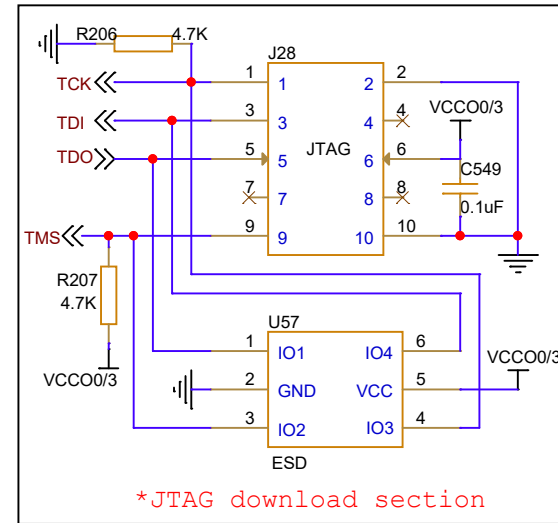 R206 4.7K
J28
TCK 1 1 2 2
VCCO0/3
TDI 3 3 4 4
TDO 5 5 JTAG 6 6
C549
7 7 8 8
0.1uF
TMS 9 9 10 10
R207
4.7K
U57
1 IO1 IO4 6
VCCO0/3
VCCO0/3
2 GND VCC 5
3 IO2 IO3 4
ESD
*JTAG download section